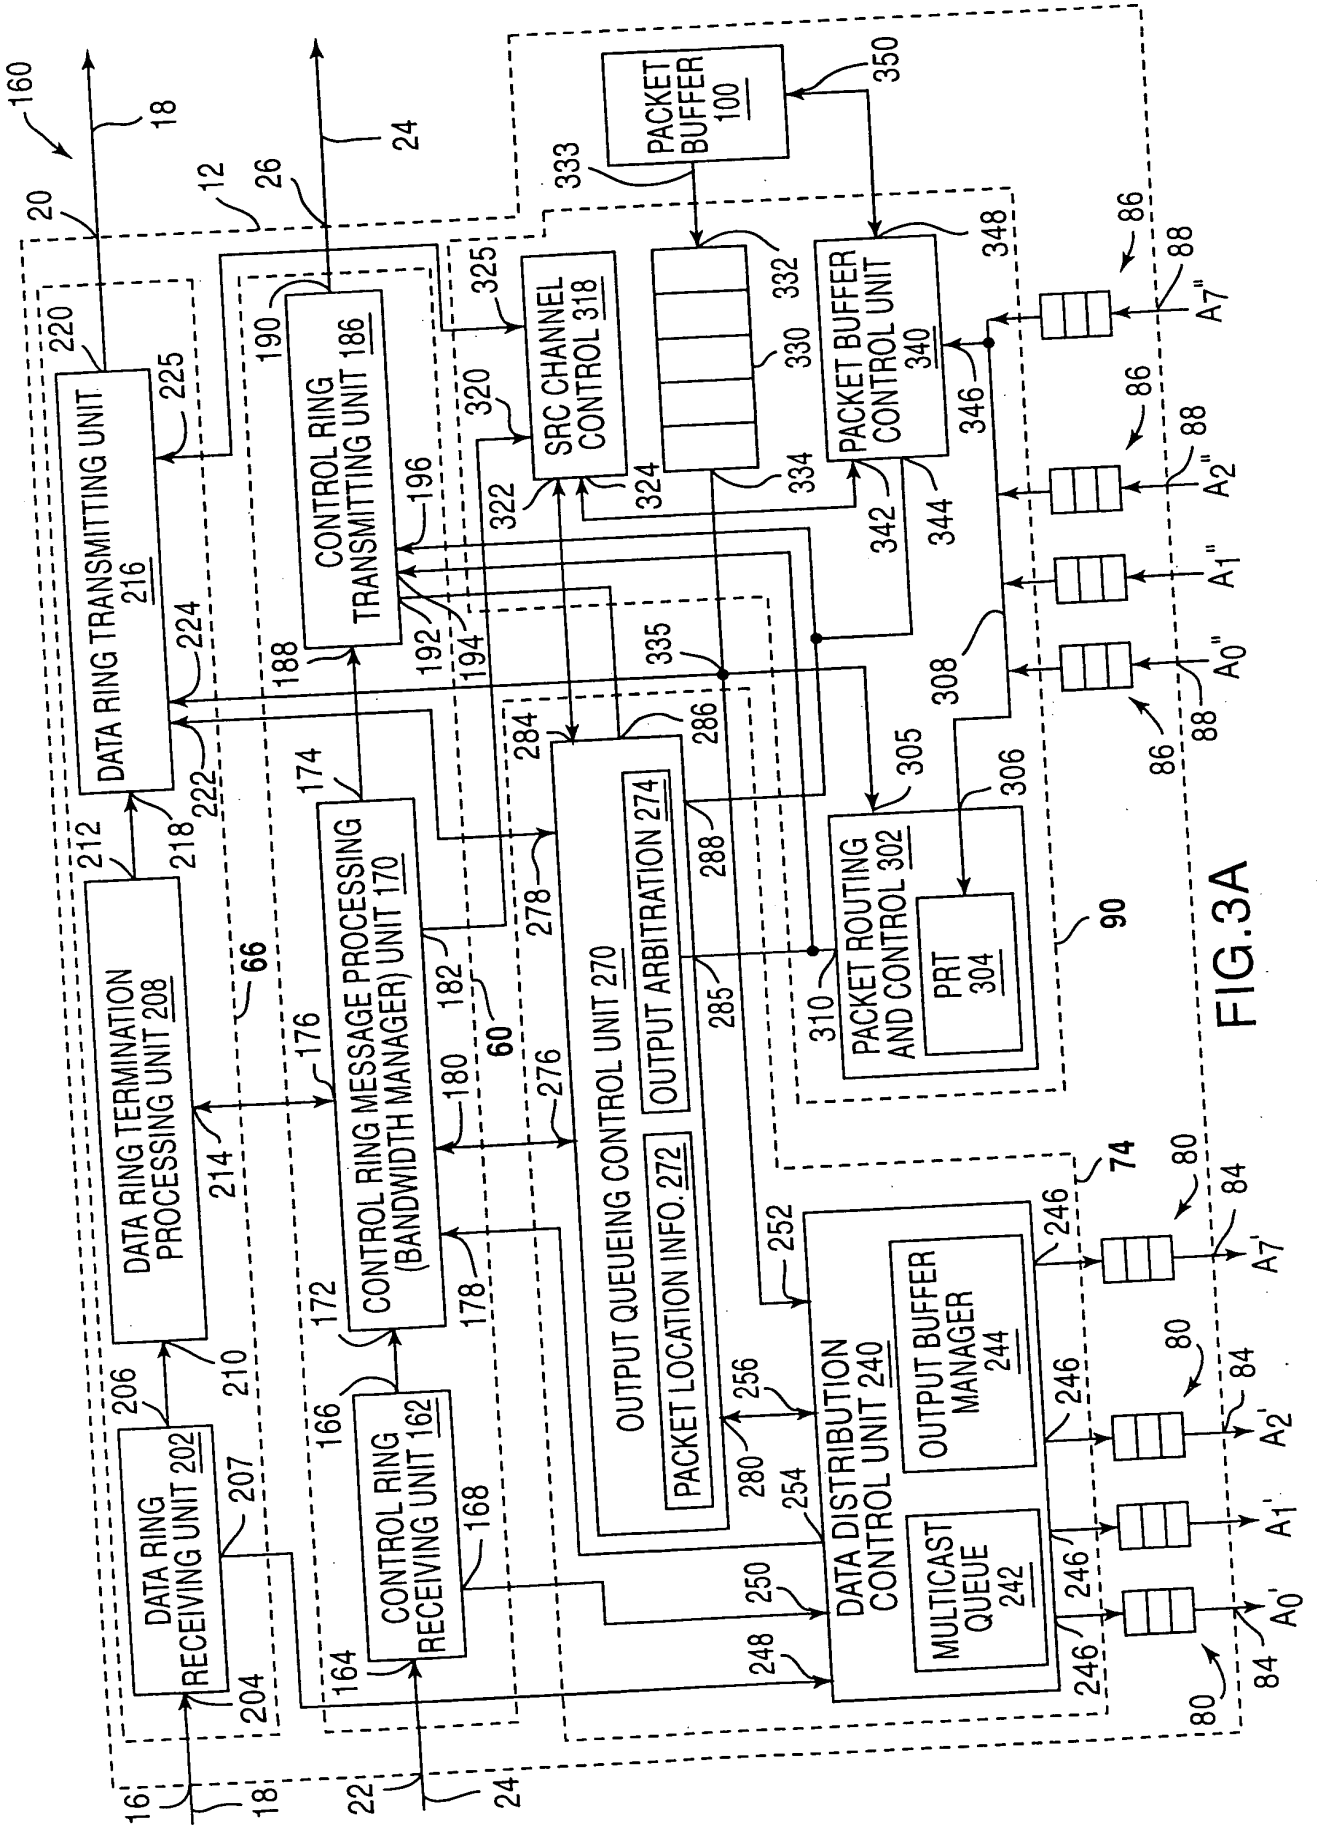 160
18
20
12
DATA RING TRANSMITTING UNIT
216
220
225
224
222
218
212
DATA RING TERMINATION
PROCESSING UNIT 208
214
66
210
206
DATA RING
RECEIVING UNIT 202
207
204
16
18
24
26
190
CONTROL RING
TRANSMITTING UNIT 186
188
196
192
194
174
176
CONTROL RING MESSAGE PROCESSING
(BANDWIDTH MANAGER) UNIT 170
182
180
178
172
60
166
CONTROL RING
RECEIVING UNIT 162
168
164
22
24
325
320
SRC CHANNEL
CONTROL 318
322
324
284
286
278
276
OUTPUT QUEUEING CONTROL UNIT 270
OUTPUT ARBITRATION 274
PACKET LOCATION INFO. 272
288
285
280
335
333
332
330
334
PACKET
BUFFER
100
350
PACKET BUFFER
CONTROL UNIT
340
348
346
342
344
305
306
308
310
PACKET ROUTING
AND CONTROL 302
PRT
304
90
74
252
256
254
250
248
DATA DISTRIBUTION
CONTROL UNIT 240
OUTPUT BUFFER
MANAGER
244
MULTICAST
QUEUE
242
246
246
246
246
80
80
80
84
84
84
A7'
A2'
A1'
A0'
86
86
86
88
88
88
A7"
A2"
A1"
A0"
FIG.3A